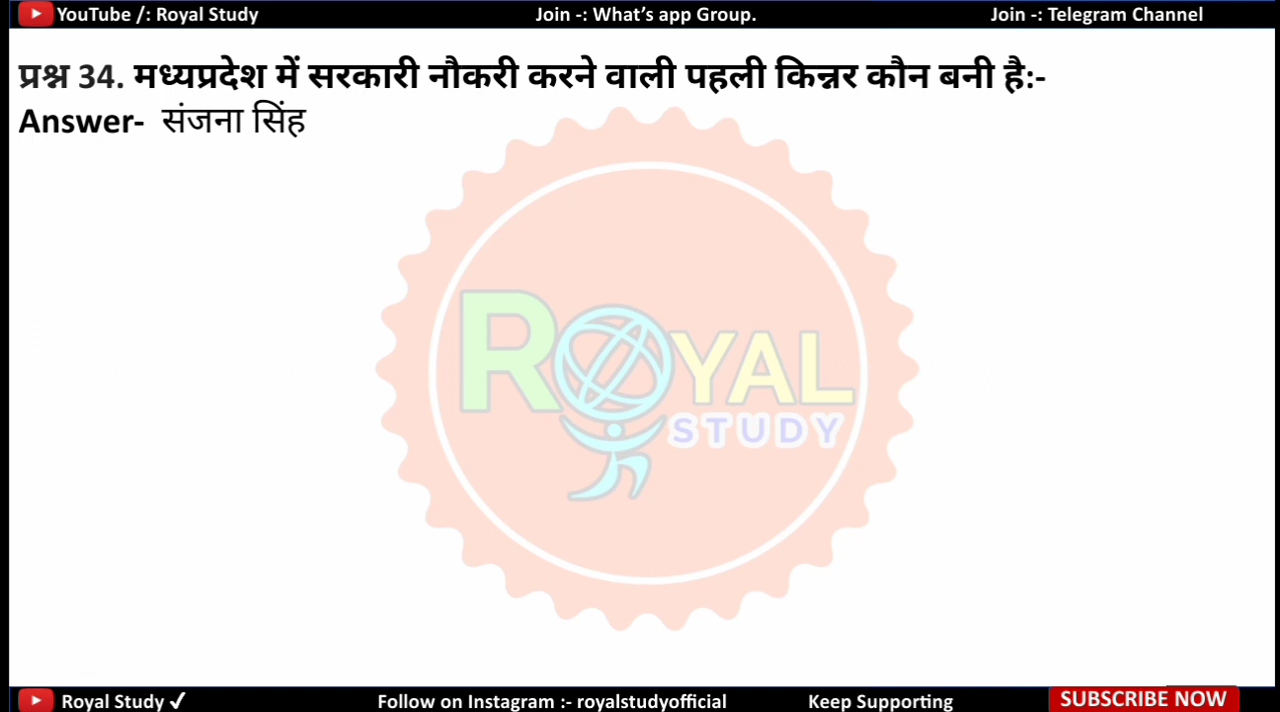 YouTube /: Royal Study Join -: What’s app Group. Join -: Telegram Channel
प्रश्न 34. मध्यप्रदेश में सरकारी नौकरी करने वाली पहली किन्नर कौन बनी है:-
Answer- संजना सिंह
ROYAL
STUDY
Royal Study ✓ Follow on Instagram :- royalstudyofficial Keep Supporting SUBSCRIBE NOW